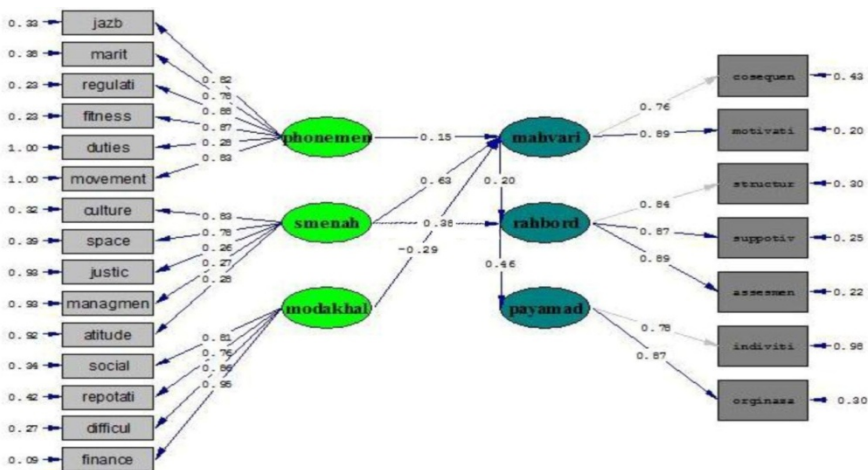 0.33 jazb
marit
0.23 regulati
0.23 fitness
1.00 duties
1.00 movement
0.32 culture
0.39 space
0.93 justic
0.93 managmen
0.92 atitude
0.34 social
0.42 repotati
0.27 difficul
0.09 finance
0.82
0.78
0.88
0.87
0.28
0.83
0.83
0.78
0.26
0.27
0.28
0.81
0.76
0.86
0.95
phonemen
smenah
modakhal
0.15
0.63
0.38
-0.29
mahvari
0.20
rahbord
0.46
payamad
0.76
0.89
0.84
0.87
0.89
0.78
0.87
cosequen 0.43
motivati 0.20
structur 0.30
suppotiv 0.25
assesmen 0.22
indiviti 0.98
orginasa 0.30